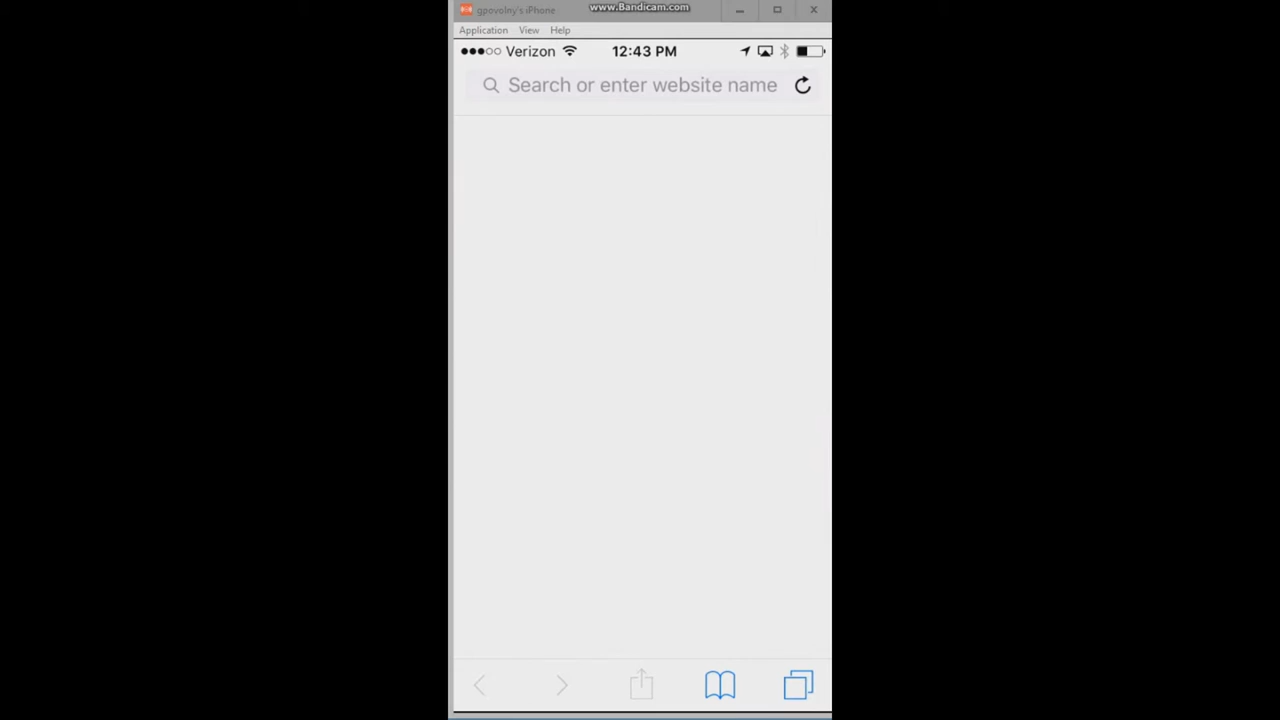 gpovolny's iPhone
www.Bandicam.com
Application View Help
Verizon 12:43 PM
Search or enter website name